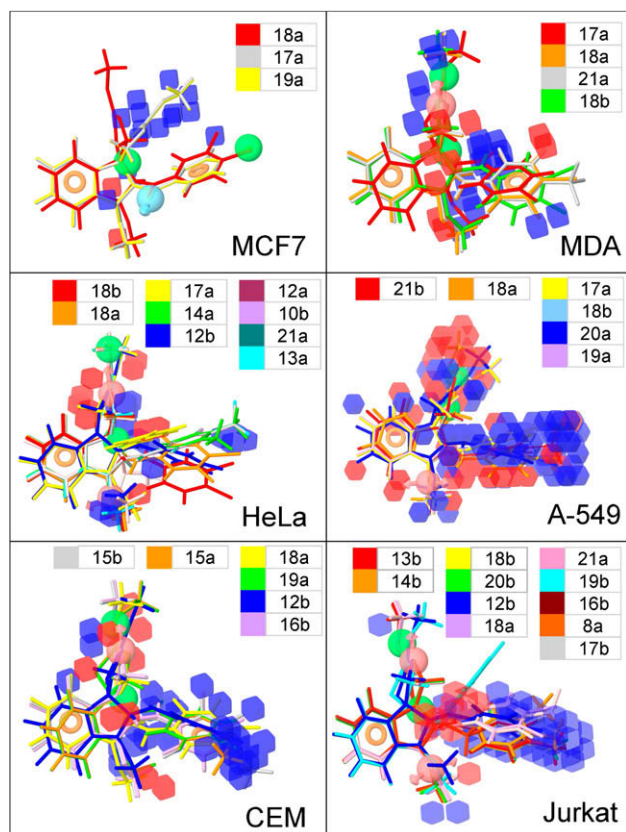 18a
17a
19a
MCF7
17a
18a
21a
18b
MDA
18b 17a 12a
18a 14a 10b
12b 21a
13a
HeLa
21b 18a 17a
18b
20a
19a
A-549
15b 15a 18a
19a
12b
16b
CEM
13b 18b 21a
14b 20b 19b
12b 16b
18a 8a
17b
Jurkat